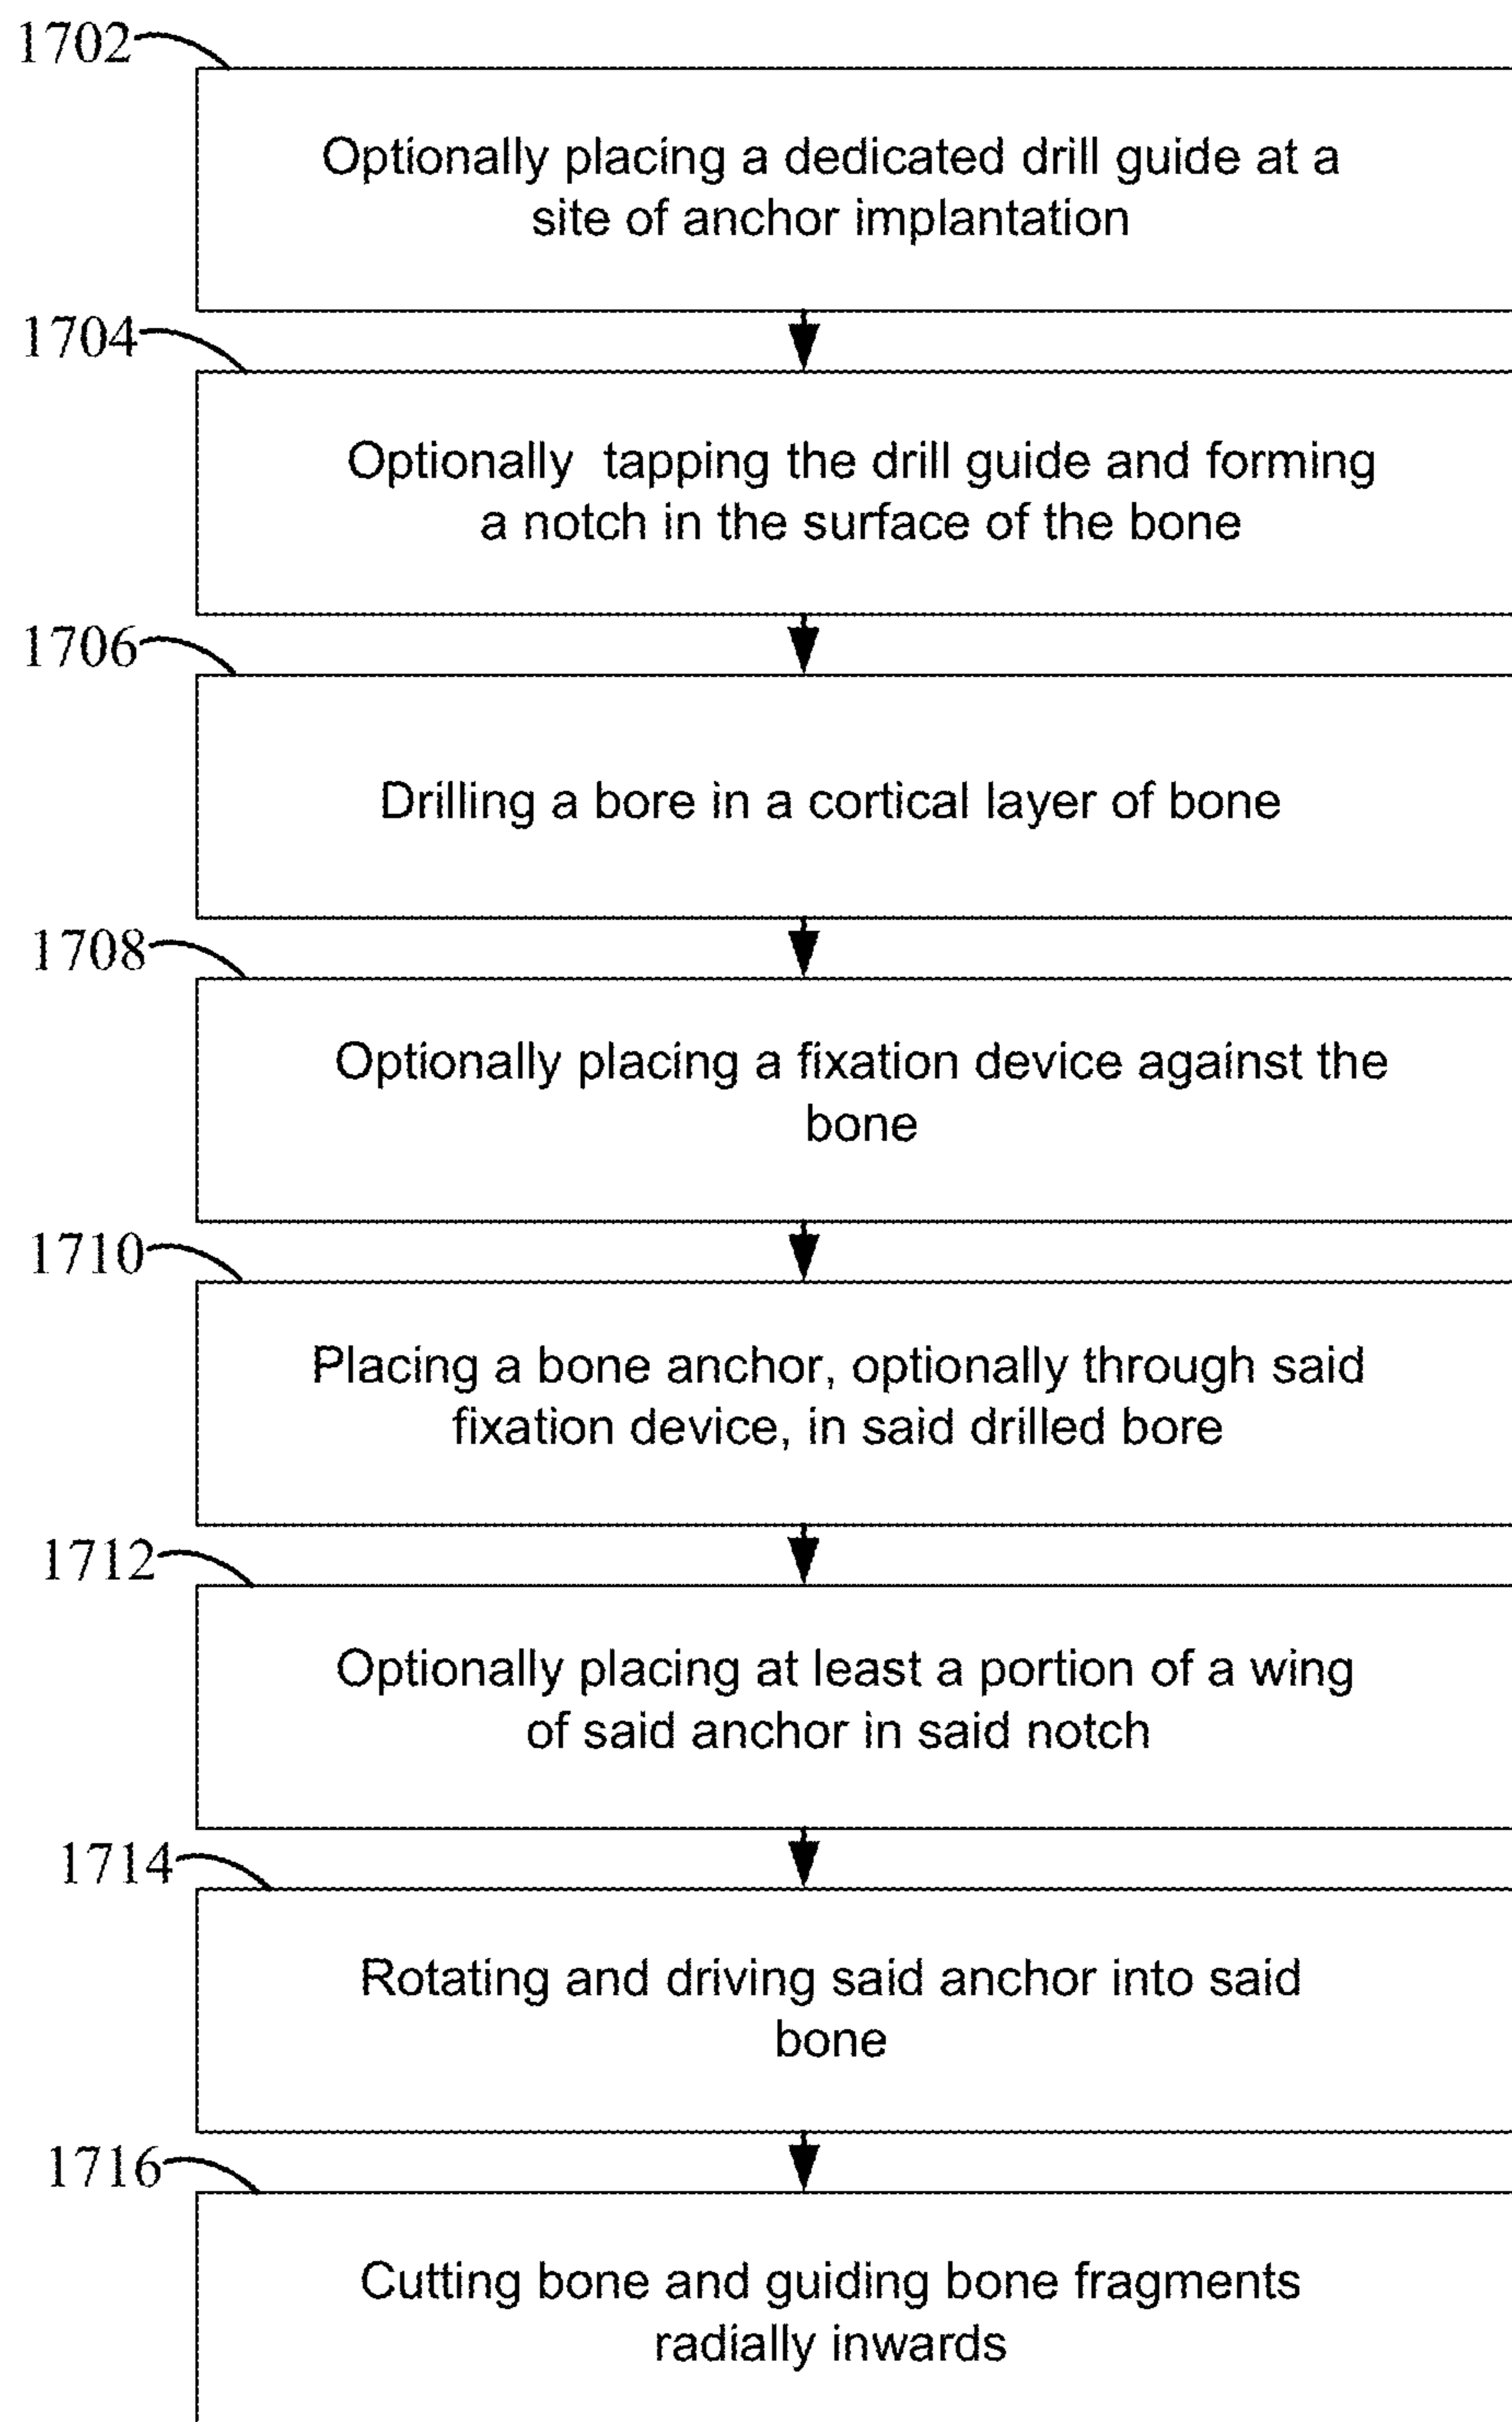 1702
Optionally placing a dedicated drill guide at a
site of anchor implantation
1704
Optionally tapping the drill guide and forming
a notch in the surface of the bone
1706
Drilling a bore in a cortical layer of bone
1708
Optionally placing a fixation device against the
bone
1710
Placing a bone anchor, optionally through said
fixation device, in said drilled bore
1712
Optionally placing at least a portion of a wing
of said anchor in said notch
1714
Rotating and driving said anchor into said
bone
1716
Cutting bone and guiding bone fragments
radially inwards